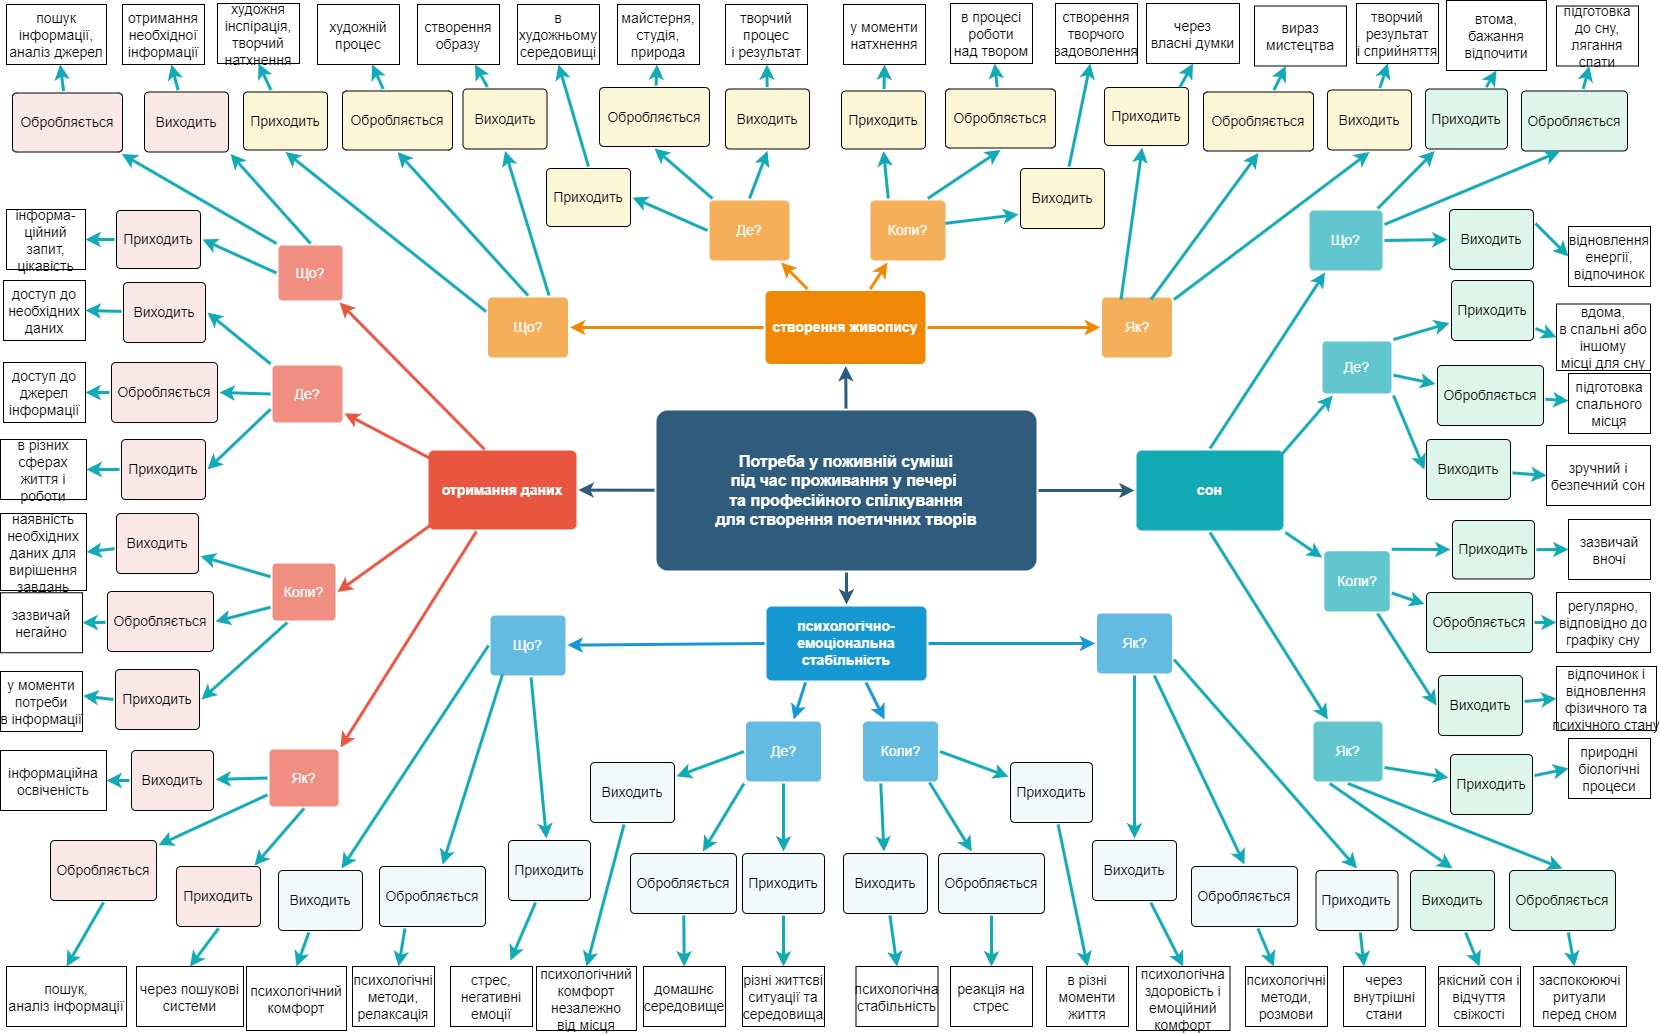 пошук
інформації,
аналіз джерел
отримання
необхідної
інформації
художня
інспірація,
творчий
натхнення
художній
процес
створення
образу
в
художньому
середовищі
майстерня,
студія,
природа
творчий
процес
і результат
у моменти
натхнення
в процесі
роботи
над твором
створення
творчого
задоволення
через
власні думки
вираз
мистецтва
творчий
результат
і сприйняття
втома,
бажання
відпочити
підготовка
до сну,
лягання
спати
Обробляється
Виходить
Приходить
Обробляється
Виходить
Приходить
Обробляється
Виходить
Приходить
Обробляється
Виходить
Приходить
Обробляється
Виходить
Приходить
Обробляється
інформа-
ційний
запит,
цікавість
Приходить
Що?
Де?
Коли?
Що?
Виходить
відновлення
енергії,
відпочинок
доступ до
необхідних
даних
Виходить
Що?
створення живопису
Як?
Приходить
вдома,
в спальні або
іншому
місці для сну
доступ до
джерел
інформації
Обробляється
Де?
Де?
Обробляється
підготовка
спального
місця
в різних
сферах
життя і
роботи
Приходить
отримання даних
Потреба у поживній суміші
під час проживання у печері
та професійного спілкування
для створення поетичних творів
сон
Виходить
зручний і
безпечний сон
наявність
необхідних
даних для
вирішення
завдань
Виходить
Коли?
Коли?
Приходить
зазвичай
вночі
зазвичай
негайно
Обробляється
Що?
психологічно-
емоціональна
стабільність
Як?
Обробляється
регулярно,
відповідно до
графіку сну
у моменти
потреби
в інформації
Приходить
Виходить
відпочинок і
відновлення
фізичного та
психічного стану
інформаційна
освіченість
Виходить
Як?
Виходить
Де?
Коли?
Приходить
Як?
Приходить
природні
біологічні
процеси
Обробляється
Приходить
Виходить
Обробляється
Приходить
Обробляється
Приходить
Виходить
Обробляється
Виходить
Обробляється
Приходить
Виходить
Обробляється
пошук,
аналіз інформації
через пошукові
системи
психологічний
комфорт
психологічні
методи,
релаксація
стрес,
негативні
емоції
психологічний
комфорт
незалежно
від місця
домашнє
середовище
різні життєві
ситуації та
середовища
психологічна
стабільність
реакція на
стрес
в різні
моменти
життя
психологічна
здоровість і
емоційний
комфорт
психологічні
методи,
розмови
через
внутрішні
стани
якісний сон і
відчуття
свіжості
заспокоюючі
ритуали
перед сном